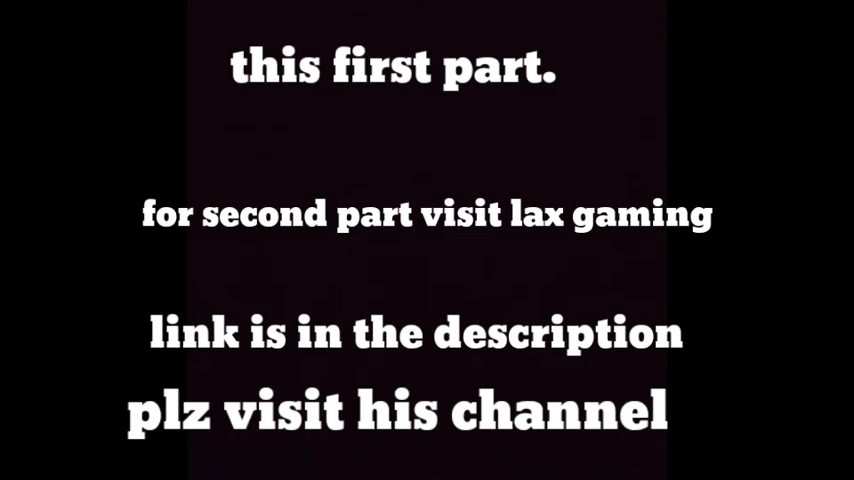 this first part.
for second part visit lax gaming
link is in the description
plz visit his channel